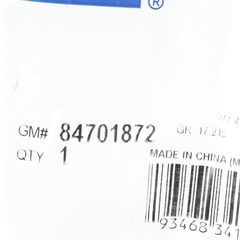 ®
GM# 84701872
QTY 1
MADE IN CHINA (M
93468 341